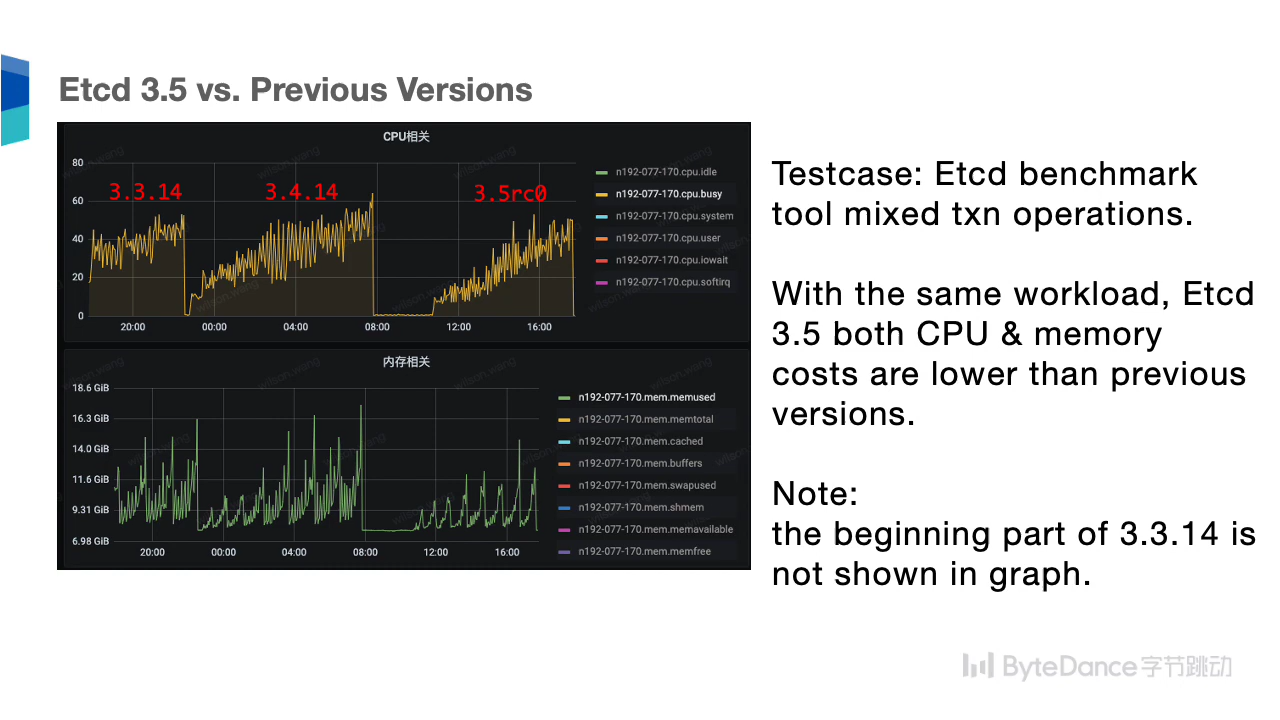 Etcd 3.5 vs. Previous Versions
CPU相关
80
60
40
20
0
3.3.14
3.4.14
3.5rc0
20:00
00:00
04:00
08:00
12:00
16:00
n192-077-170.cpu.idle
n192-077-170.cpu.busy
n192-077-170.cpu.system
n192-077-170.cpu.user
n192-077-170.cpu.iowait
n192-077-170.cpu.softirq
内存相关
18.6 GiB
16.3 GiB
14.0 GiB
11.6 GiB
9.31 GiB
6.98 GiB
20:00
00:00
04:00
08:00
12:00
16:00
n192-077-170.mem.memused
n192-077-170.mem.memtotal
n192-077-170.mem.cached
n192-077-170.mem.buffers
n192-077-170.mem.swapused
n192-077-170.mem.shmem
n192-077-170.mem.memavailable
n192-077-170.mem.memfree
wilson.wang
Testcase: Etcd benchmark
tool mixed txn operations.
With the same workload, Etcd
3.5 both CPU & memory
costs are lower than previous
versions.
Note:
the beginning part of 3.3.14 is
not shown in graph.
ByteDance字节跳动